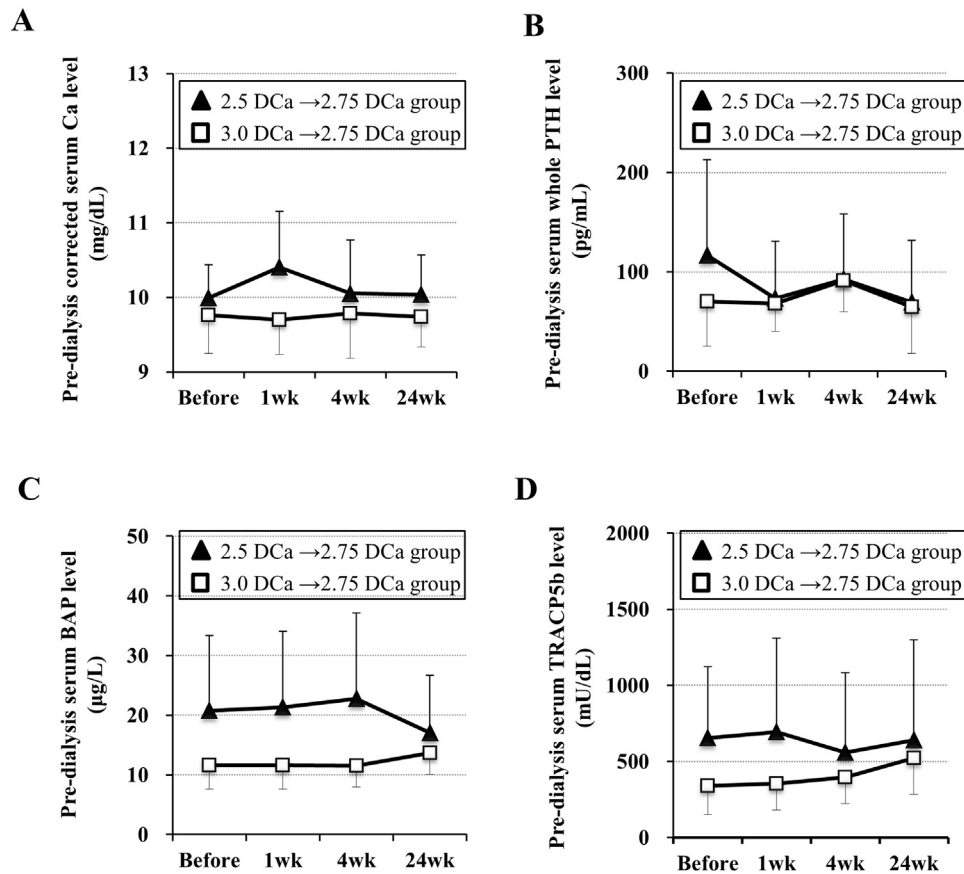 A
Pre-dialysis corrected serum Ca level
(mg/dL)
13
12
11
10
9
▲ 2.5 DCa →2.75 DCa group
□ 3.0 DCa →2.75 DCa group
Before 1wk 4wk 24wk
B
Pre-dialysis serum whole PTH level
(pg/mL)
300
200
100
0
▲ 2.5 DCa →2.75 DCa group
□ 3.0 DCa →2.75 DCa group
Before 1wk 4wk 24wk
C
Pre-dialysis serum BAP level
(μg/L)
50
40
30
20
10
0
▲ 2.5 DCa →2.75 DCa group
□ 3.0 DCa →2.75 DCa group
Before 1wk 4wk 24wk
D
Pre-dialysis serum TRACP5b level
(mU/dL)
2000
1500
1000
500
0
▲ 2.5 DCa →2.75 DCa group
□ 3.0 DCa →2.75 DCa group
Before 1wk 4wk 24wk